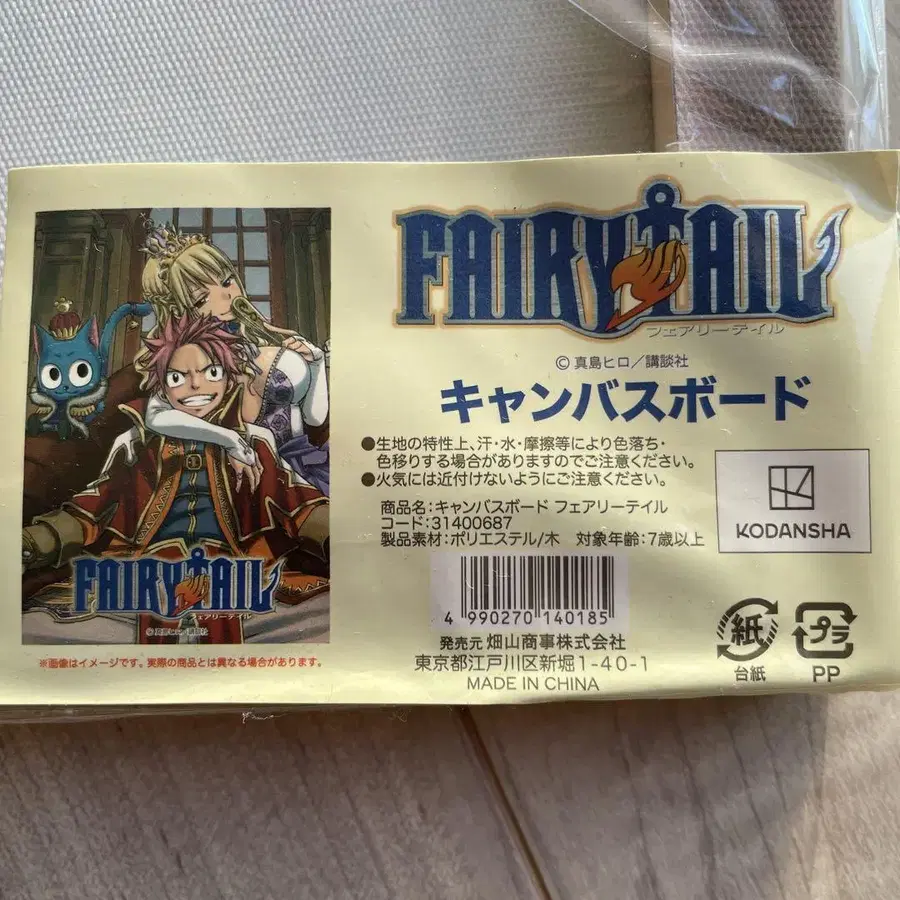 FAIRY TAIL
フェアリーテイル
© 真島ヒロ/講談社
キャンバスボード
●生地の特性上、汗・水・摩擦等により色落ち・
色移りする場合がありますのでご注意ください。
●火気には近付けないようにご注意ください。
商品名:キャンバスボード フェアリーテイル
コード:31400687
製品素材:ポリエステル/木 対象年齢:7歳以上
KODANSHA
4 990270 140185
発売元 畑山商事株式会社
東京都江戸川区新堀1-40-1
MADE IN CHINA
紙
台紙
プラ
PP
FAIRY TAIL
フェアリーテイル
© 真島ヒロ/講談社
※画像はイメージです。実際の商品とは異なる場合があります。